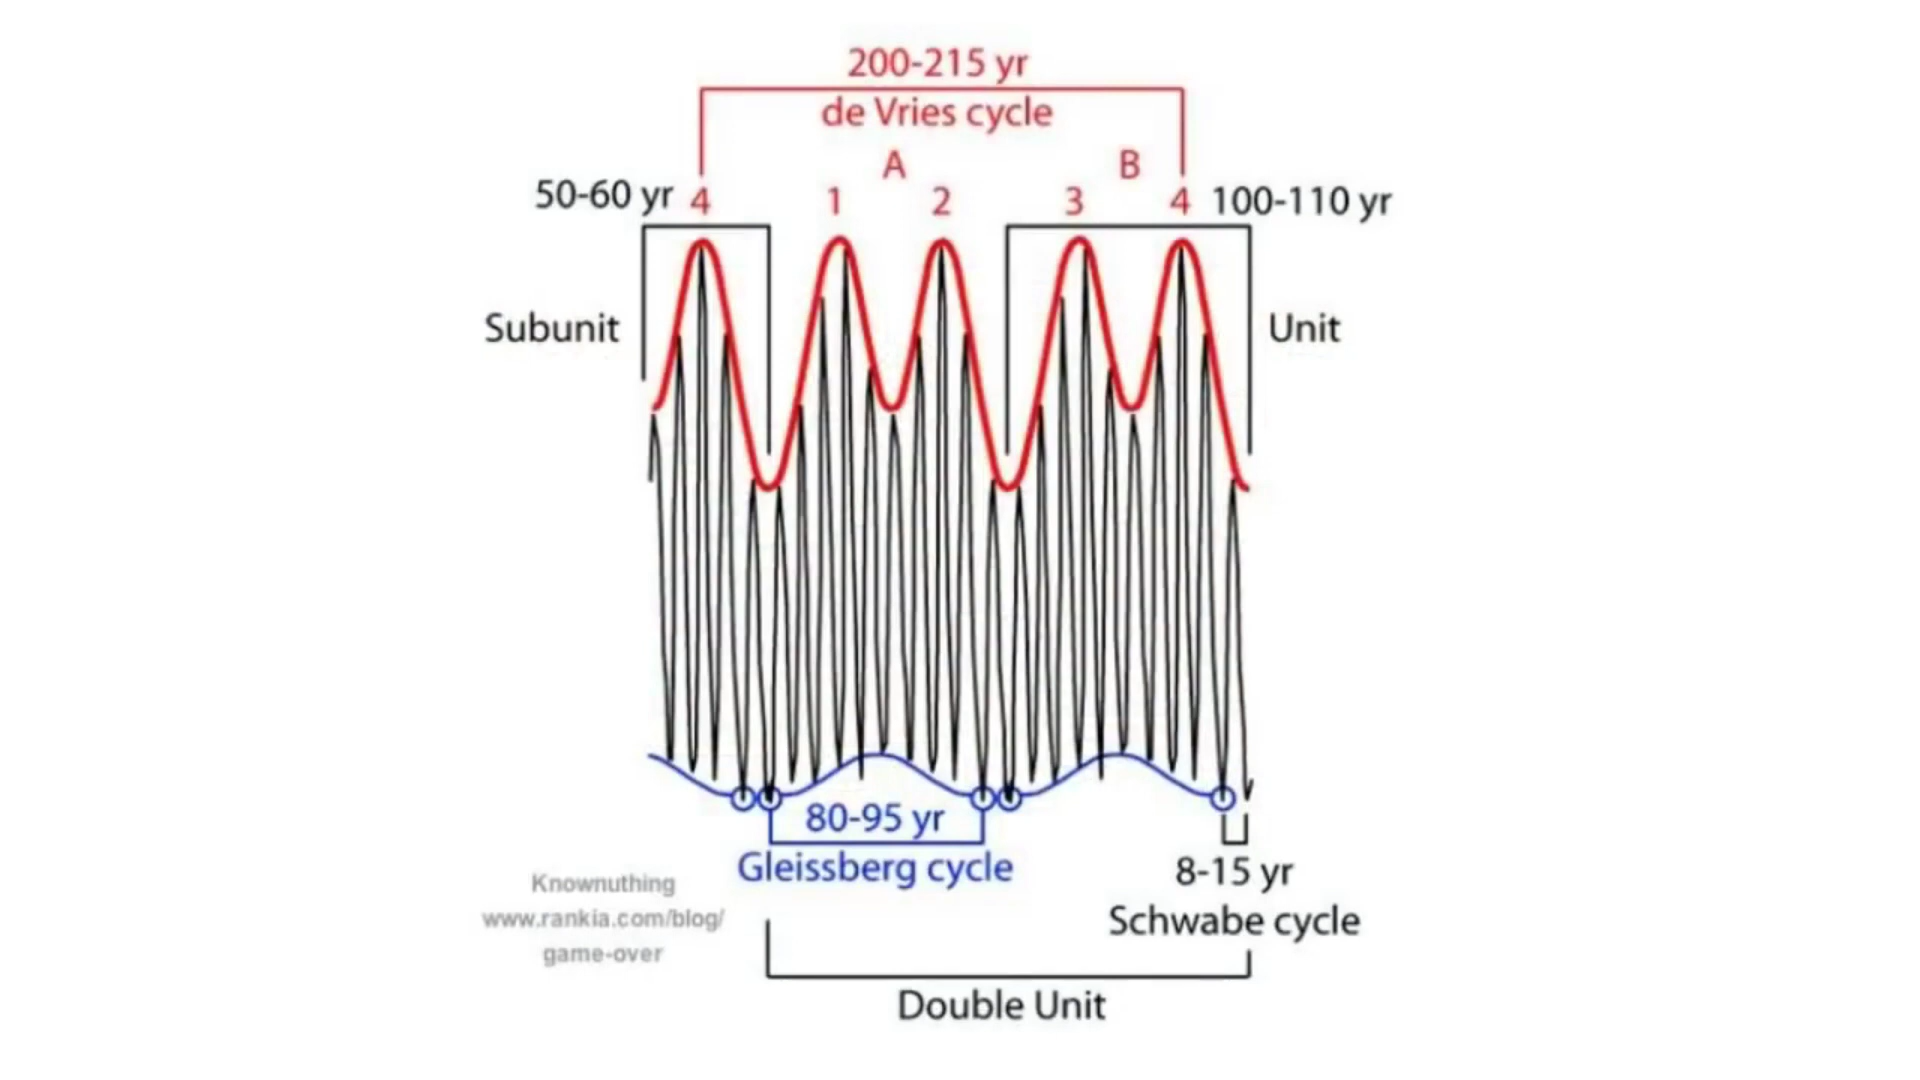 200-215 yr
de Vries cycle
A B
50-60 yr 4 1 2 3 4 100-110 yr
Subunit Unit
80-95 yr
Gleissberg cycle
8-15 yr
Schwabe cycle
Knownuthing
www.rankia.com/blog/
game-over
Double Unit